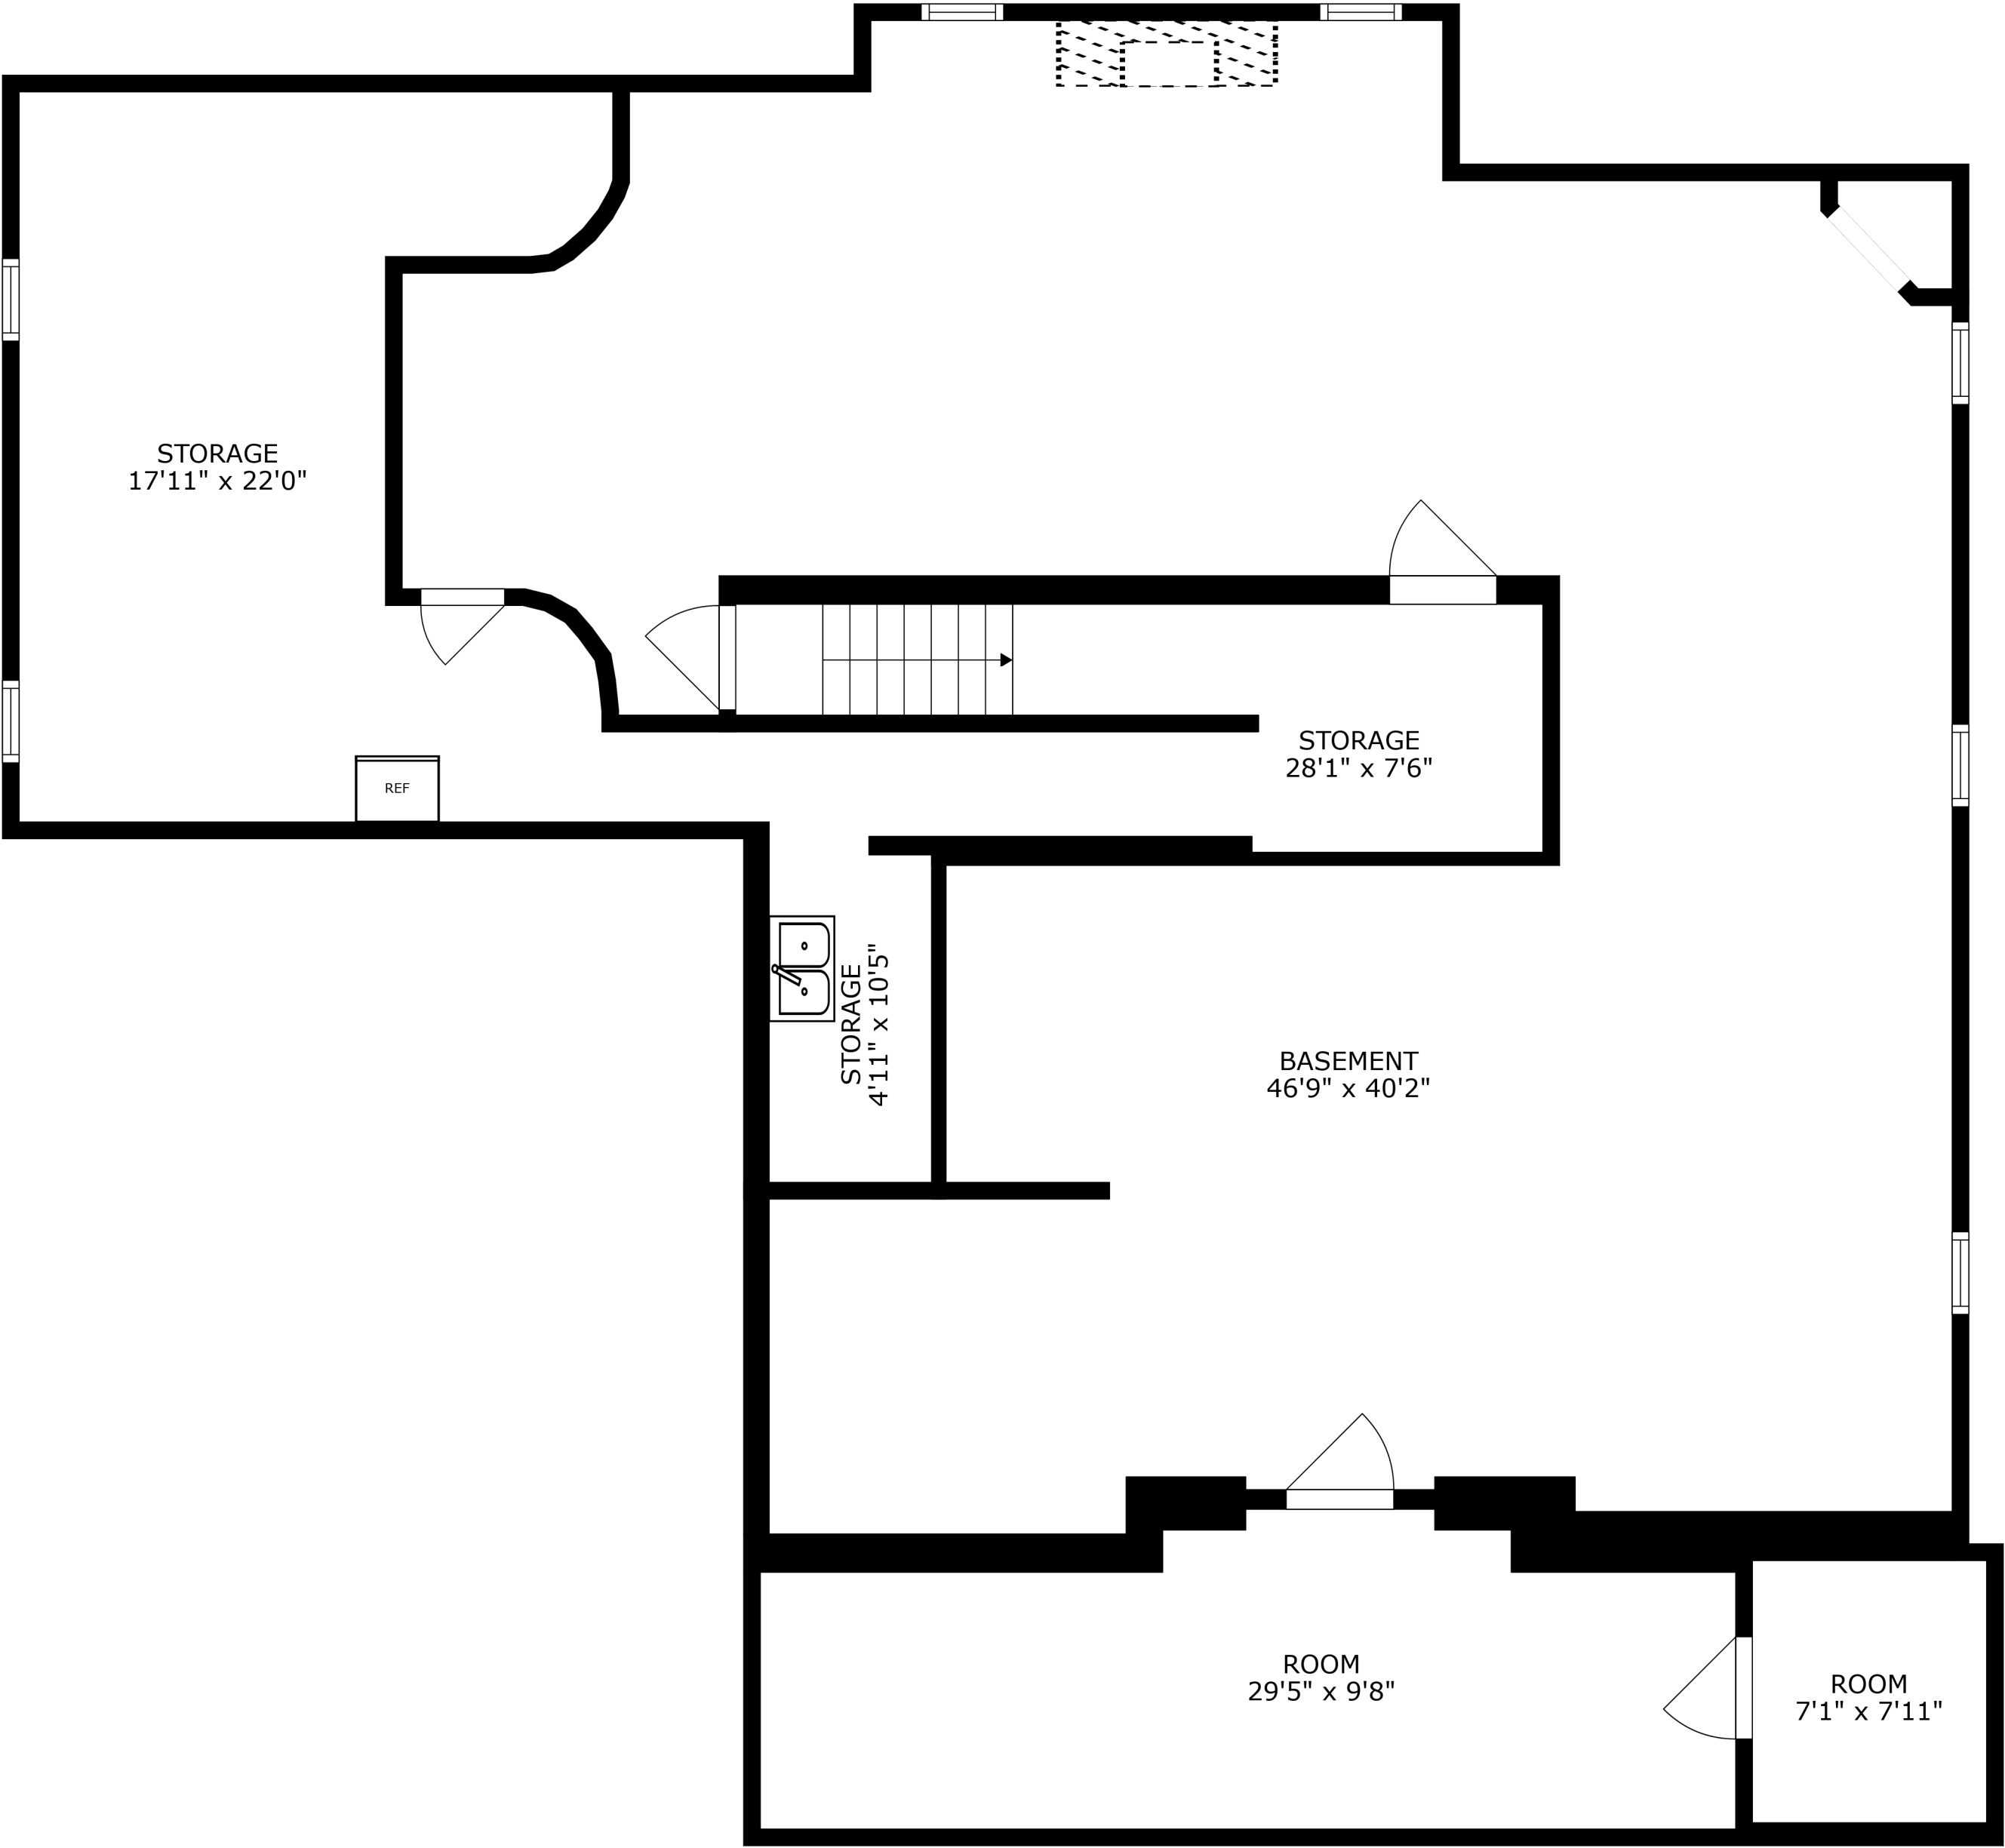 STORAGE
17'11" x 22'0"
STORAGE
28'1" x 7'6"
REF
STORAGE
4'11" x 10'5"
BASEMENT
46'9" x 40'2"
ROOM
29'5" x 9'8"
ROOM
7'1" x 7'11"